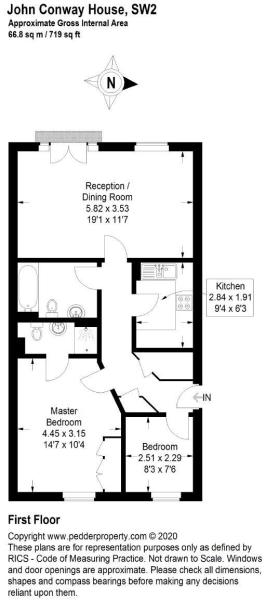 John Conway House, SW2
Approximate Gross Internal Area
66.8 sq m / 719 sq ft
N
Reception /
Dining Room
5.82 x 3.53
19'1 x 11'7
Kitchen
2.84 x 1.91
9'4 x 6'3
IN
Master
Bedroom
4.45 x 3.15
14'7 x 10'4
Bedroom
2.51 x 2.29
8'3 x 7'6
First Floor
Copyright www.pedderproperty.com © 2020
These plans are for representation purposes only as defined by
RICS - Code of Measuring Practice. Not drawn to Scale. Windows
and door openings are approximate. Please check all dimensions,
shapes and compass bearings before making any decisions
reliant upon them.